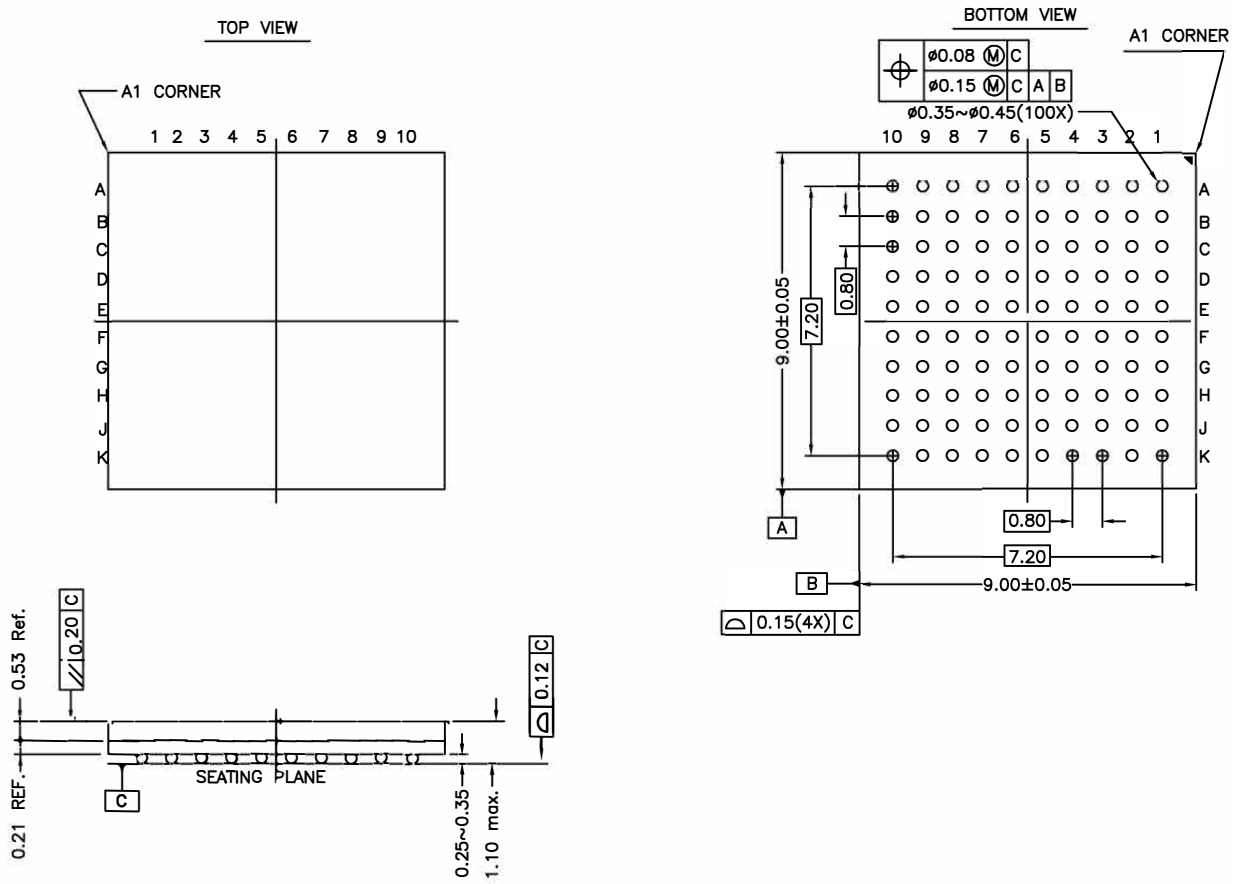 TOP VIEW
A1 CORNER
1 2 3 4 5 6 7 8 9 10
A
B
C
D
E
F
G
H
J
K
BOTTOM VIEW
A1 CORNER
⌖ ø0.08 Ⓜ C
ø0.15 Ⓜ C A B
ø0.35~ø0.45(100X)
10 9 8 7 6 5 4 3 2 1
A
B
C
D
E
F
G
H
J
K
9.00±0.05
7.20
0.80
A
0.80
7.20
B
9.00±0.05
⌓ 0.15(4X) C
0.53 Ref.
0.21 REF.
// 0.20 C
⌓ 0.12 C
SEATING PLANE
C
0.25~0.35
1.10 max.